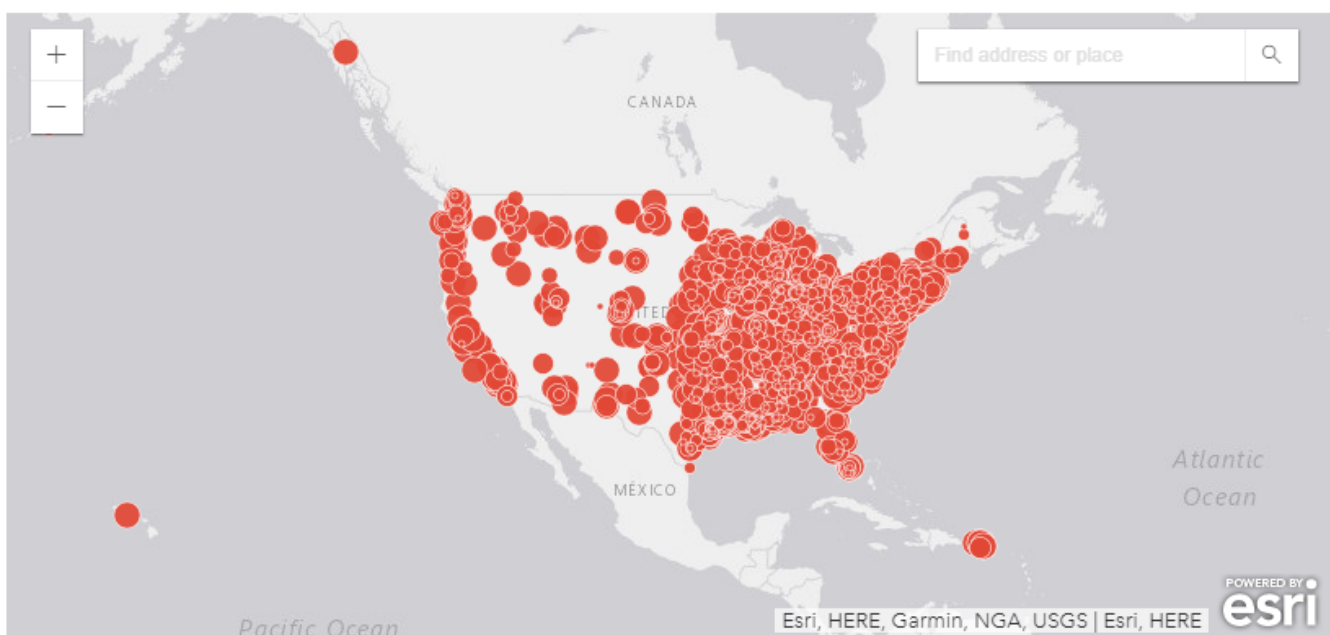 +
Find address or place
−
CANADA
UNITED
MÉXICO
Atlantic
Ocean
Pacific Ocean
POWERED BY
esri
Esri, HERE, Garmin, NGA, USGS | Esri, HERE